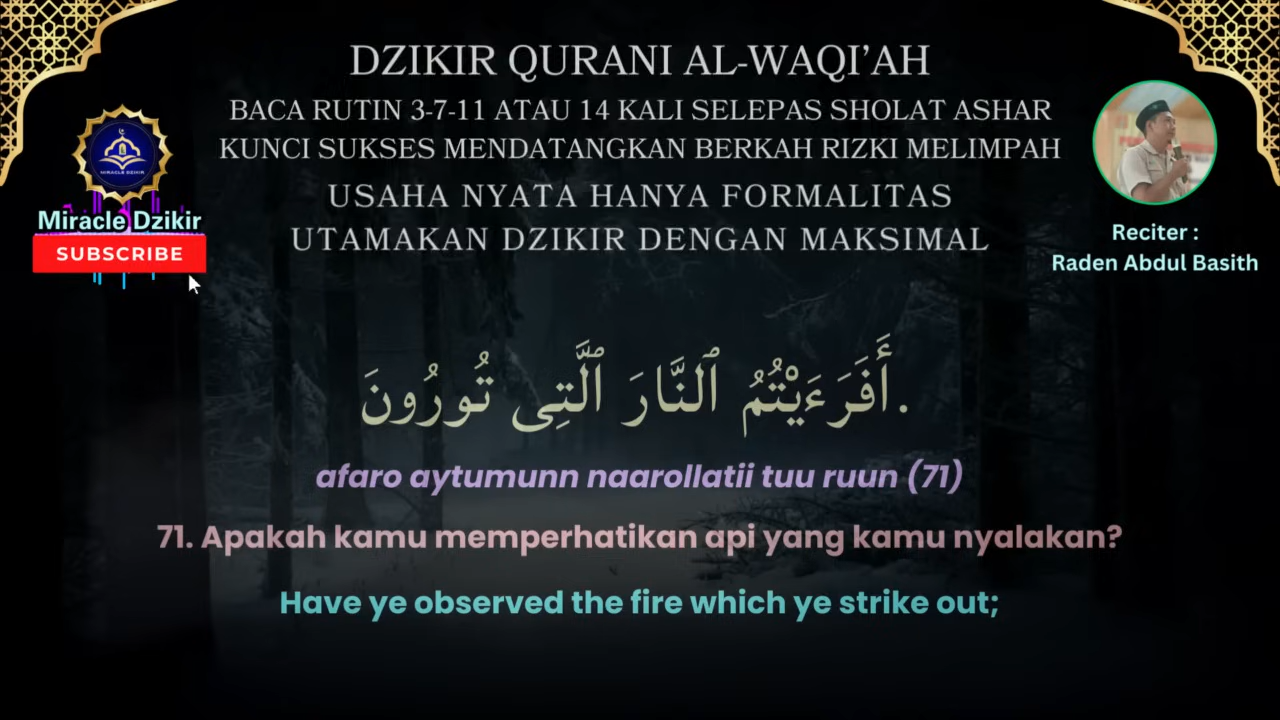 DZIKIR QURANI AL-WAQI'AH
BACA RUTIN 3-7-11 ATAU 14 KALI SELEPAS SHOLAT ASHAR
KUNCI SUKSES MENDATANGKAN BERKAH RIZKI MELIMPAH
USAHA NYATA HANYA FORMALITAS
UTAMAKAN DZIKIR DENGAN MAKSIMAL
MIRACLE DZIKIR
Miracle Dzikir
SUBSCRIBE
Reciter :
Raden Abdul Basith
.أَفَرَءَيْتُمُ ٱلنَّارَ ٱلَّتِى تُورُونَ
afaro aytumunn naarollatii tuu ruun (71)
71. Apakah kamu memperhatikan api yang kamu nyalakan?
Have ye observed the fire which ye strike out;